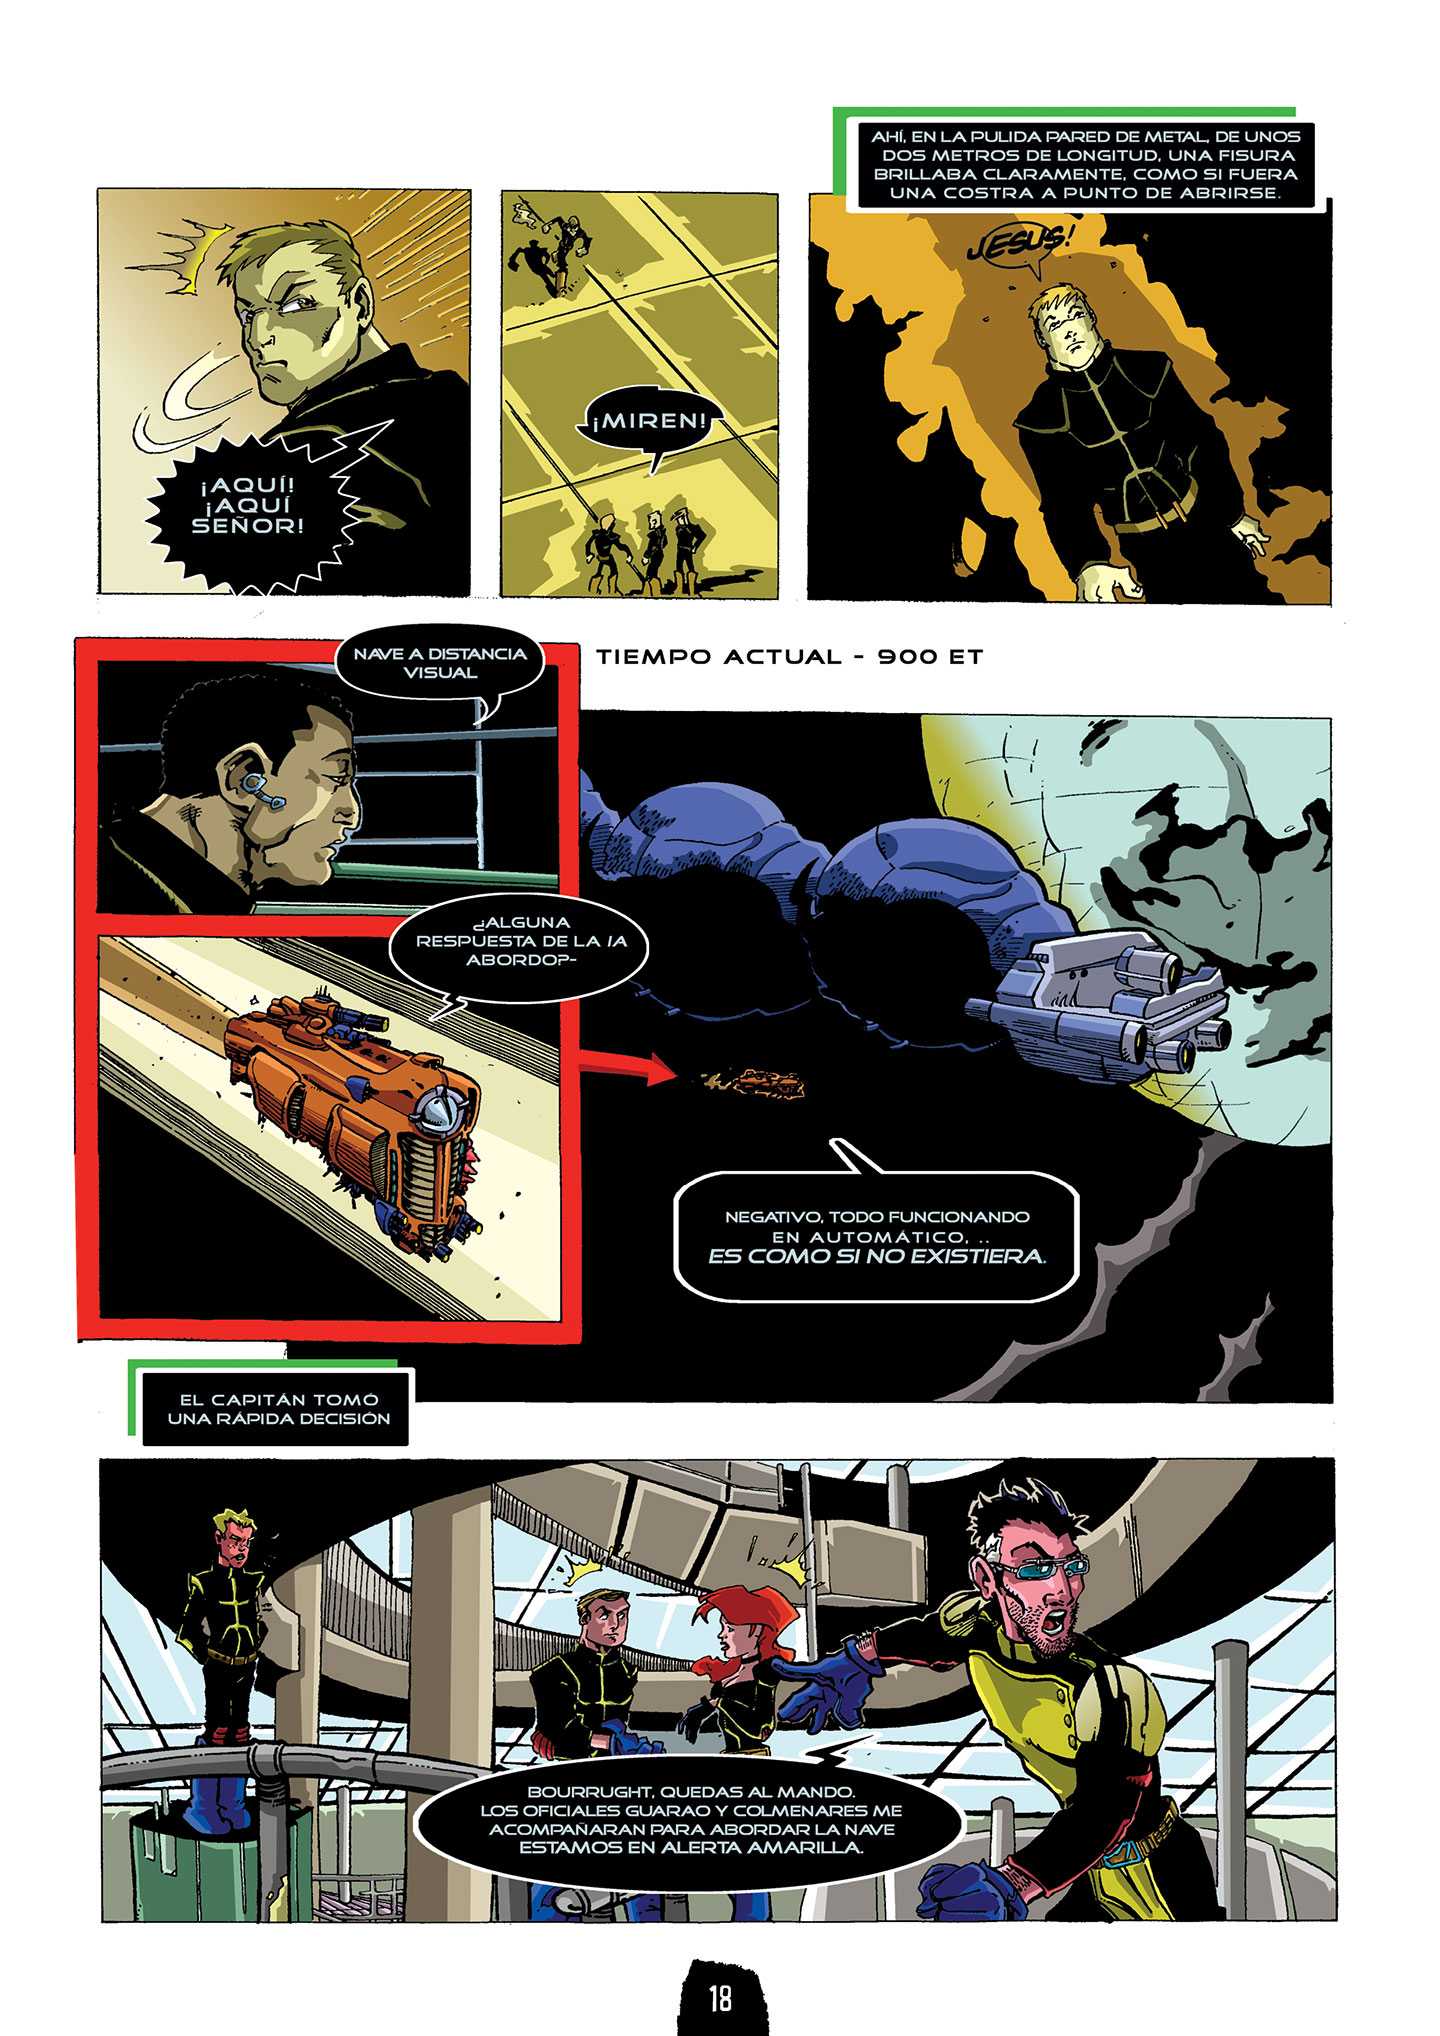 AHÍ, EN LA PULIDA PARED DE METAL, DE UNOS
DOS METROS DE LONGITUD, UNA FISURA
BRILLABA CLARAMENTE, COMO SI FUERA
UNA COSTRA A PUNTO DE ABRIRSE.
¡AQUÍ!
¡AQUÍ
SEÑOR!
¡MIREN!
JESUS!
TIEMPO ACTUAL - 900 ET
NAVE A DISTANCIA
VISUAL
¿ALGUNA
RESPUESTA DE LA IA
ABORDO?-
NEGATIVO, TODO FUNCIONANDO
EN AUTOMÁTICO, ..
ES COMO SI NO EXISTIERA.
EL CAPITÁN TOMÓ
UNA RÁPIDA DECISIÓN
BOURRUGHT, QUEDAS AL MANDO.
LOS OFICIALES GUARAO Y COLMENARES ME
ACOMPAÑARAN PARA ABORDAR LA NAVE
ESTAMOS EN ALERTA AMARILLA.
18